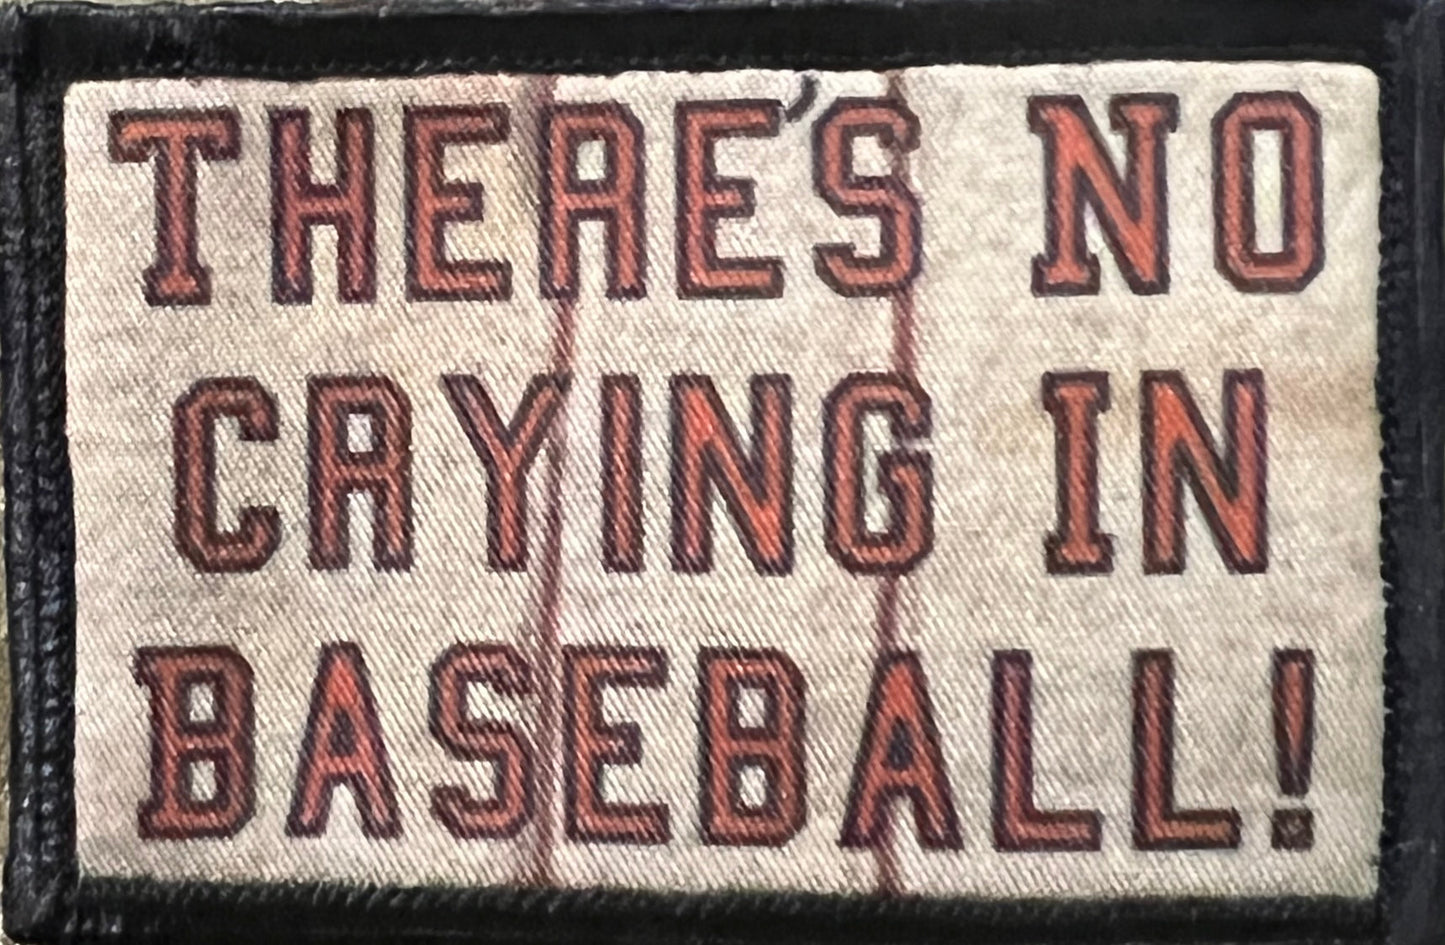 THERE'S NO
CRYING IN
BASEBALL!